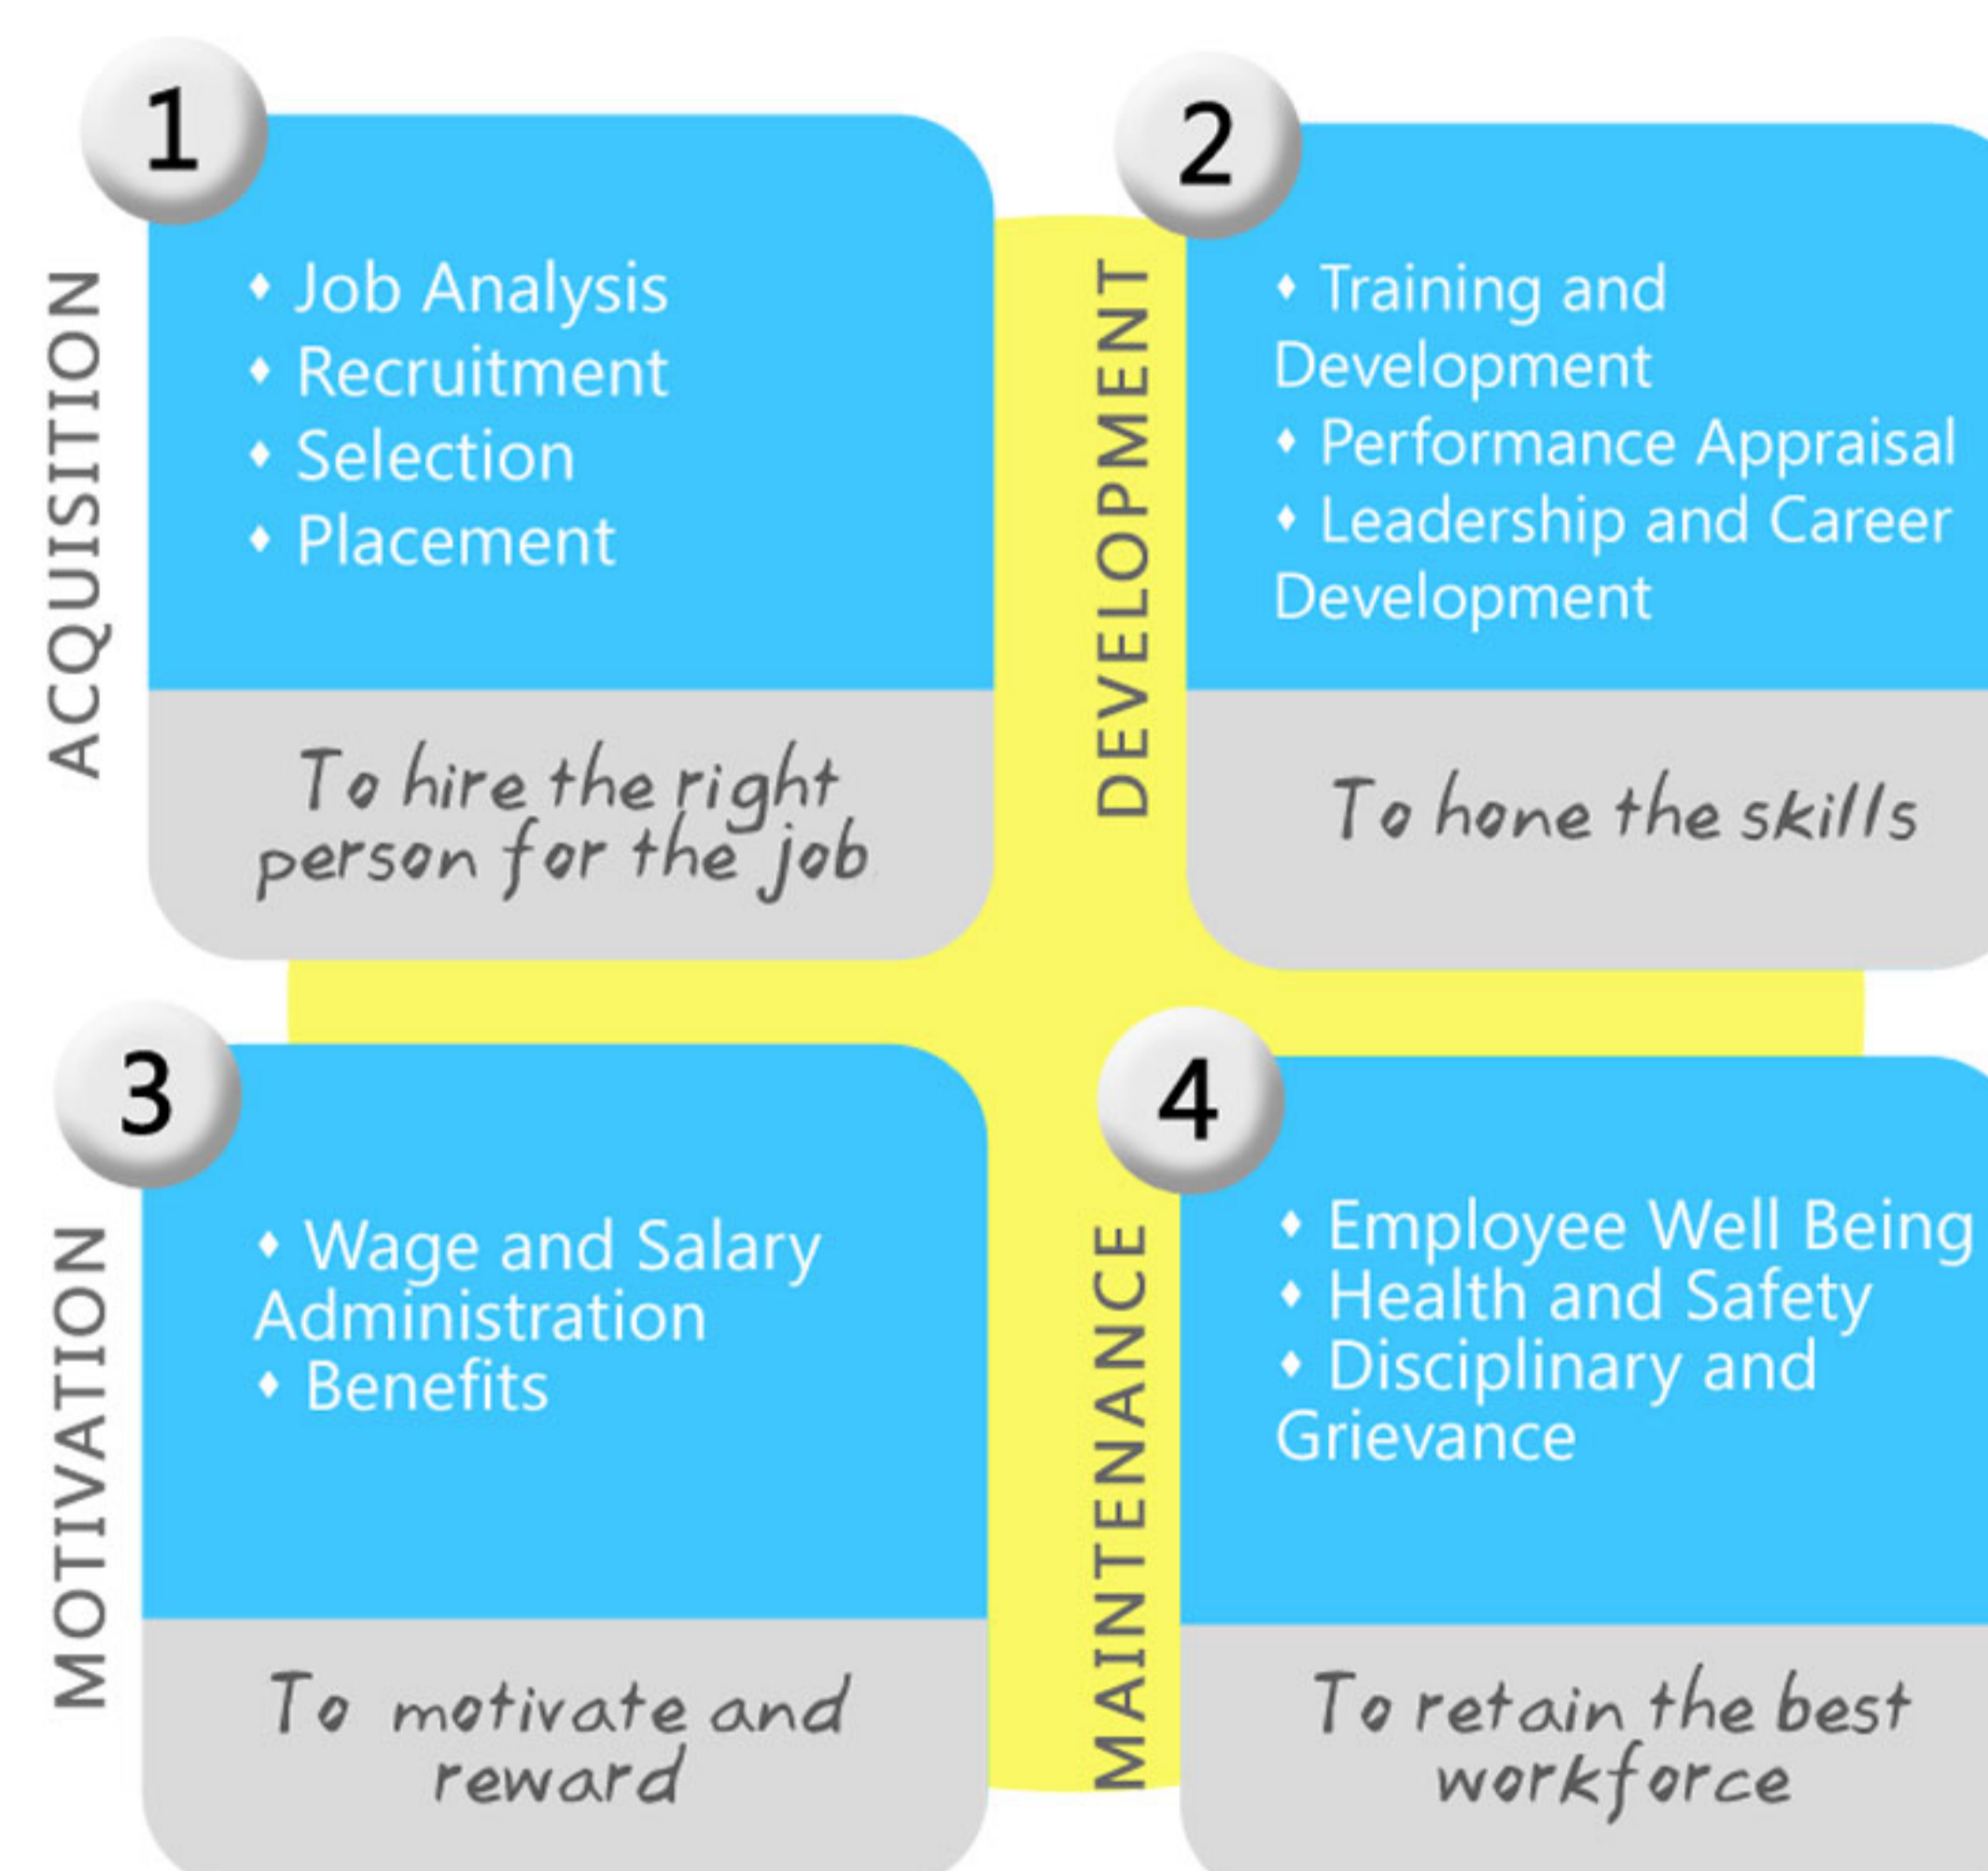 1
ACQUISITION
♦ Job Analysis
♦ Recruitment
♦ Selection
♦ Placement
To hire the right
person for the job
2
DEVELOPMENT
♦ Training and
Development
♦ Performance Appraisal
♦ Leadership and Career
Development
To hone the skills
3
MOTIVATION
♦ Wage and Salary
Administration
♦ Benefits
To motivate and
reward
4
MAINTENANCE
♦ Employee Well Being
♦ Health and Safety
♦ Disciplinary and
Grievance
To retain the best
workforce